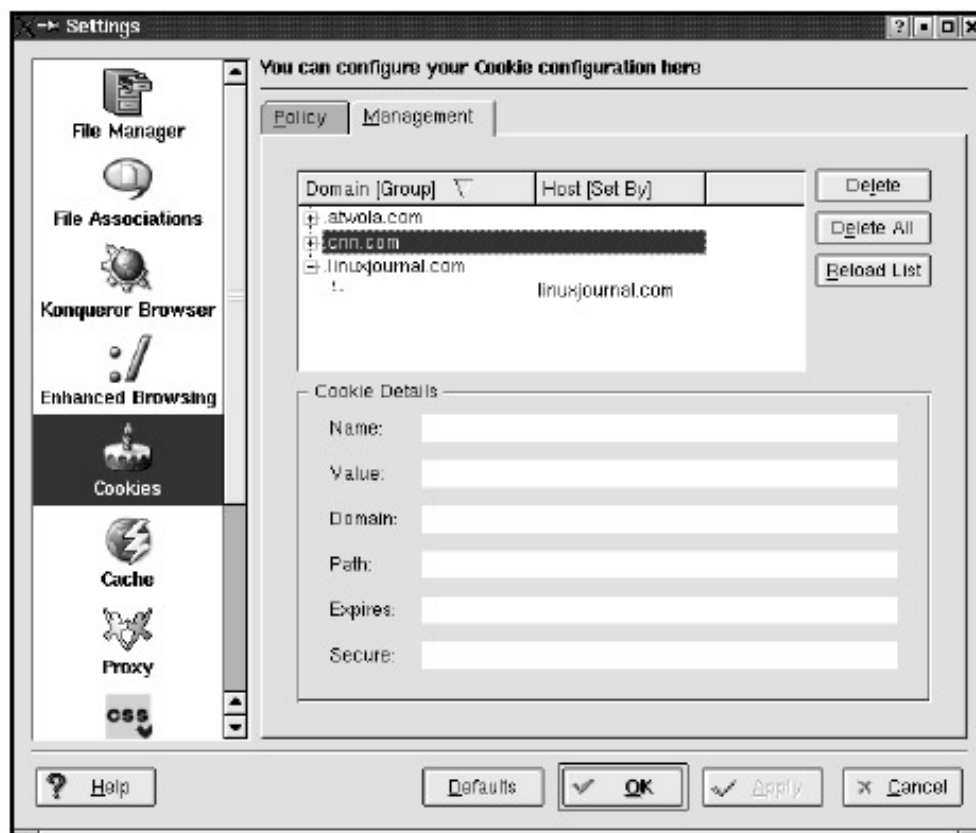 Settings
You can configure your Cookie configuration here
File Manager
File Associations
Konqueror Browser
Enhanced Browsing
Cookies
Cache
Proxy
css
Policy
Management
Domain [Group]
Host [Set By]
.atwola.com
.cnn.com
.linuxjournal.com
linuxjournal.com
Delete
Delete All
Reload List
Cookie Details
Name:
Value:
Domain:
Path:
Expires:
Secure:
Help
Defaults
OK
Apply
Cancel